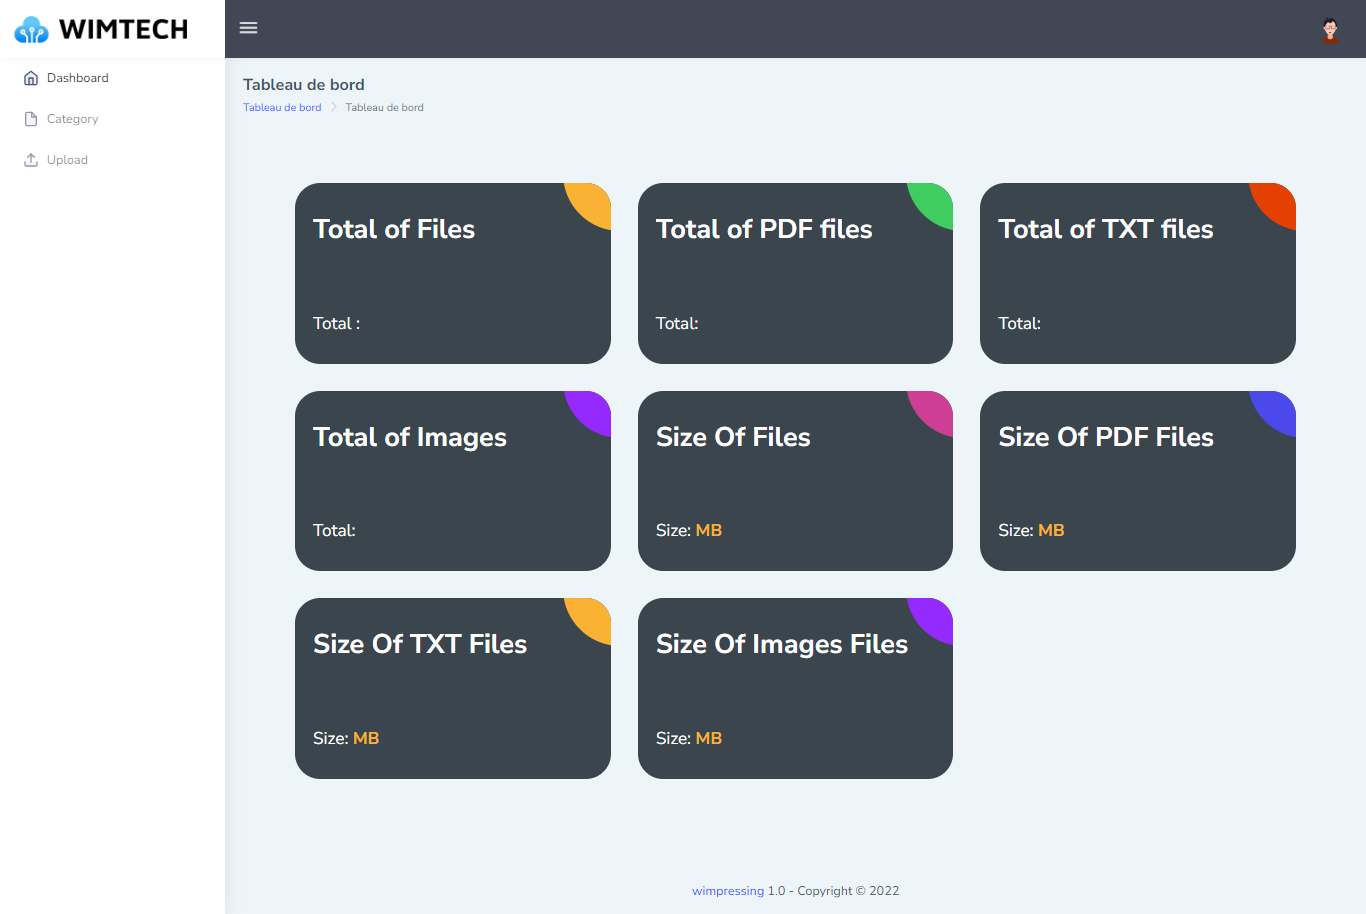 WIMTECH
Dashboard
Category
Upload
Tableau de bord
Tableau de bord Tableau de bord
Total of Files
Total :
Total of PDF files
Total:
Total of TXT files
Total:
Total of Images
Total:
Size Of Files
Size: MB
Size Of PDF Files
Size: MB
Size Of TXT Files
Size: MB
Size Of Images Files
Size: MB
wimpressing 1.0 - Copyright © 2022